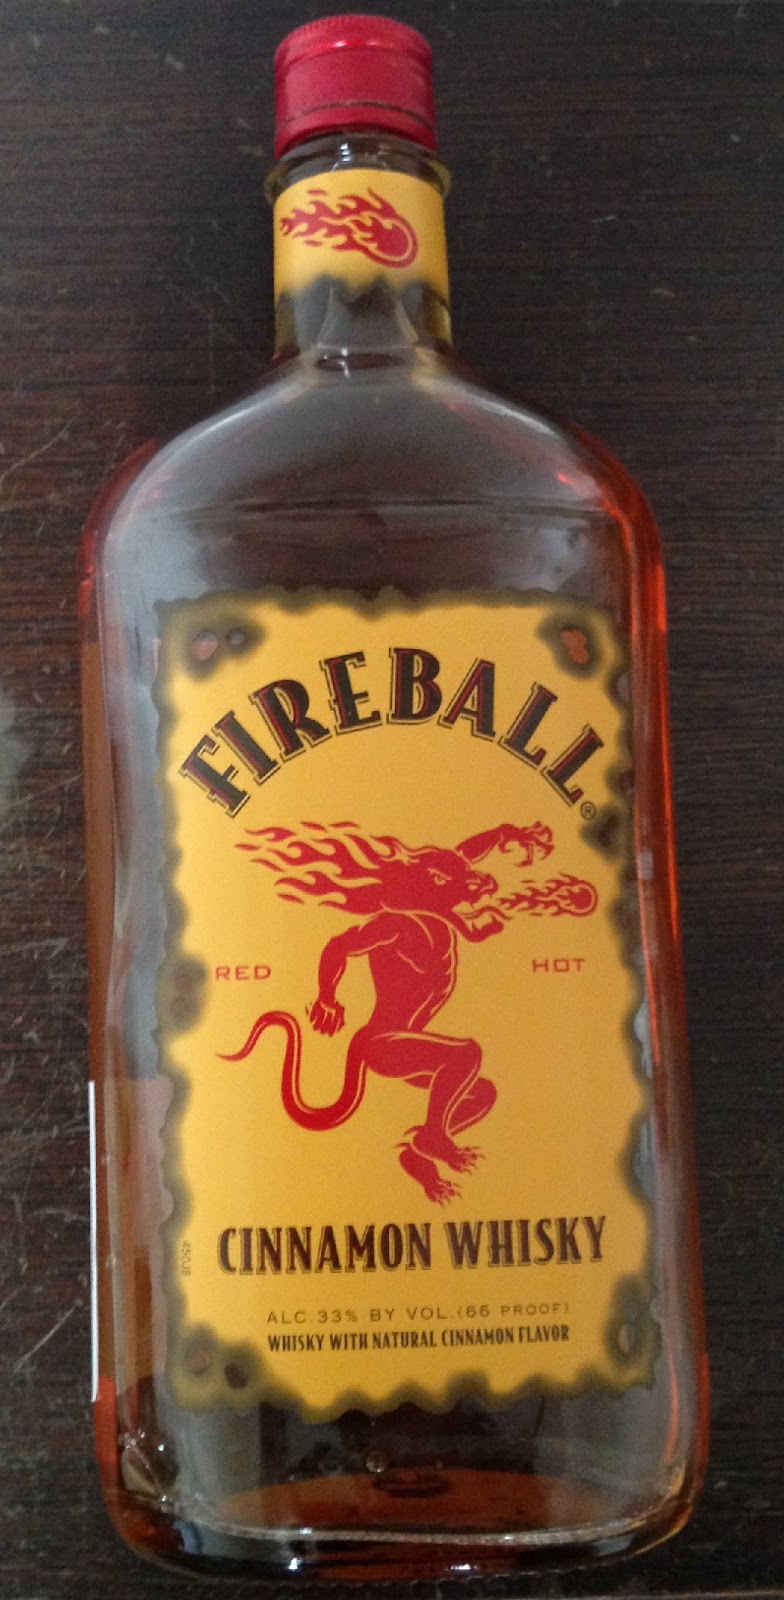 FIREBALL®
RED HOT
CINNAMON WHISKY
ALC. 33% BY VOL. (66 PROOF)
WHISKY WITH NATURAL CINNAMON FLAVOR